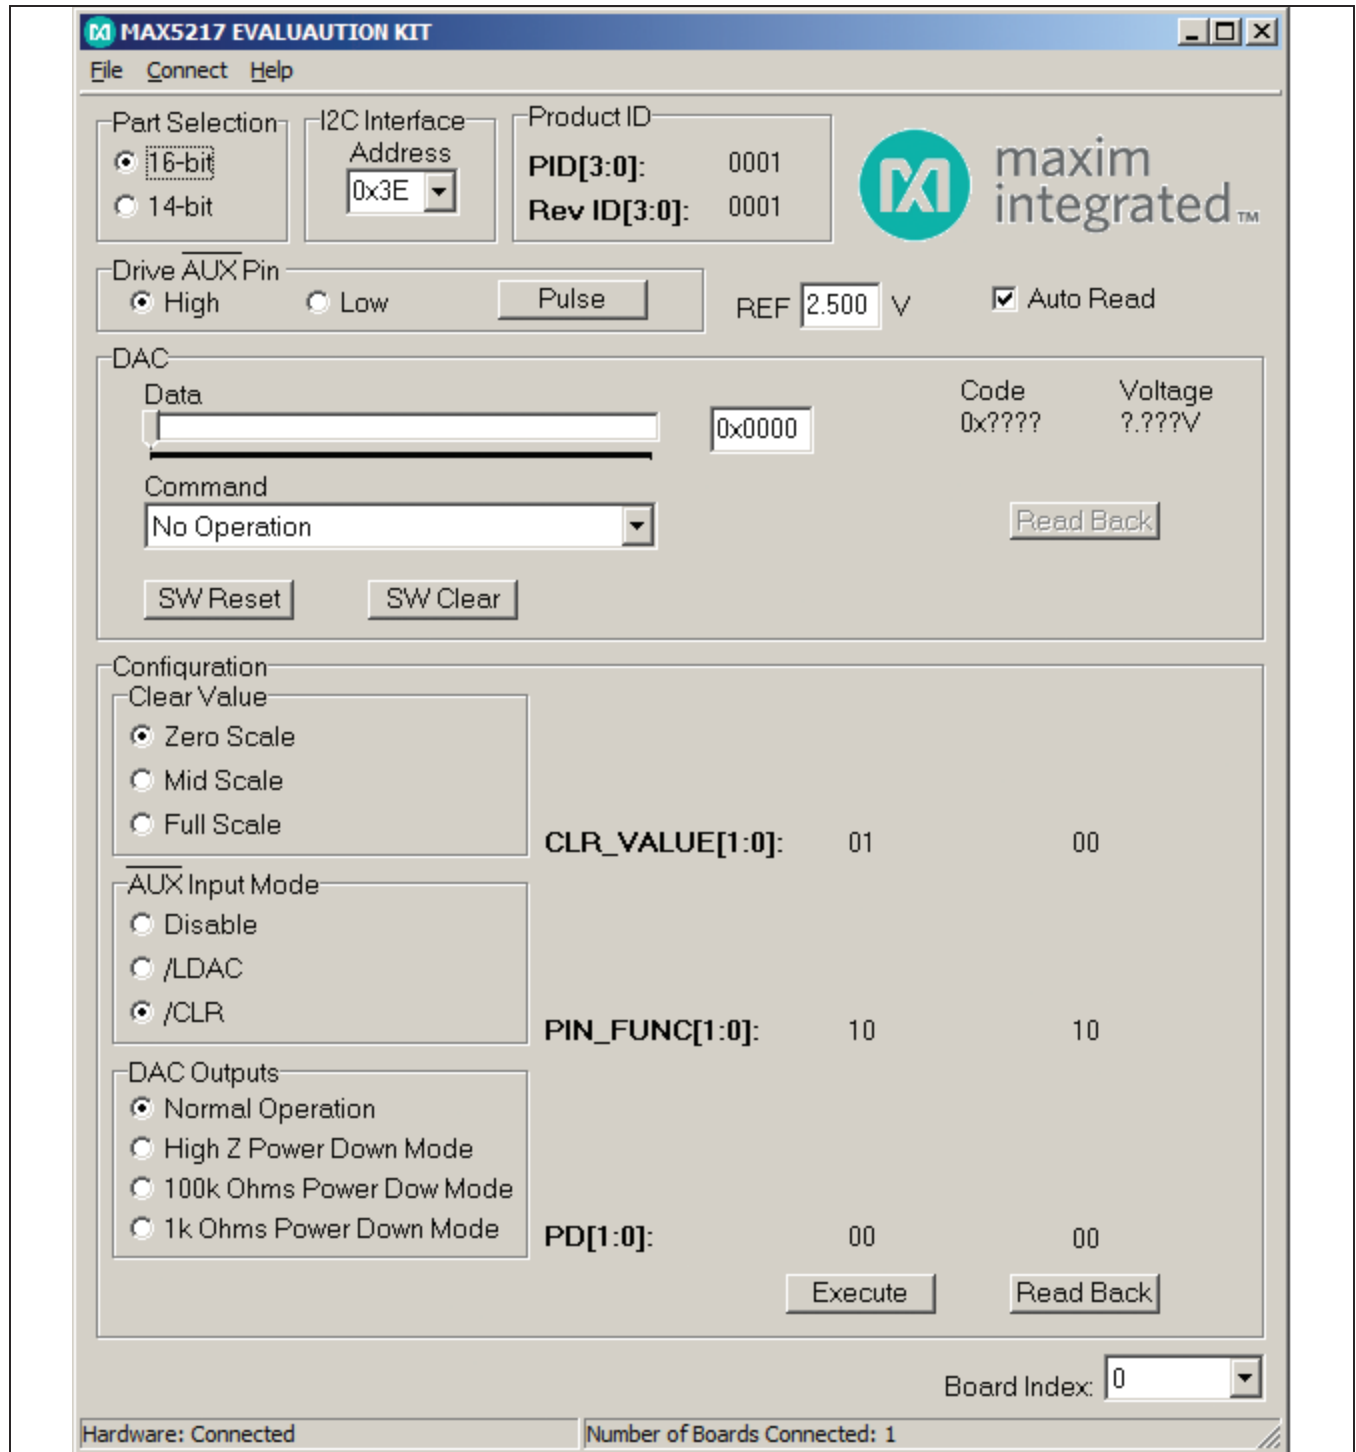 MAX5217 EVALUAUTION KIT
File Connect Help
Part Selection
16-bit
14-bit
I2C Interface
Address
0x3E
Product ID
PID[3:0]: 0001
Rev ID[3:0]: 0001
maxim
integrated™
Drive AUX Pin
High Low Pulse
REF 2.500 V
Auto Read
DAC
Data
0x0000
Code Voltage
0x???? ?.???V
Command
No Operation
Read Back
SW Reset SW Clear
Configuration
Clear Value
Zero Scale
Mid Scale
Full Scale
CLR_VALUE[1:0]: 01 00
AUX Input Mode
Disable
/LDAC
/CLR
PIN_FUNC[1:0]: 10 10
DAC Outputs
Normal Operation
High Z Power Down Mode
100k Ohms Power Dow Mode
1k Ohms Power Down Mode
PD[1:0]: 00 00
Execute Read Back
Board Index: 0
Hardware: Connected Number of Boards Connected: 1